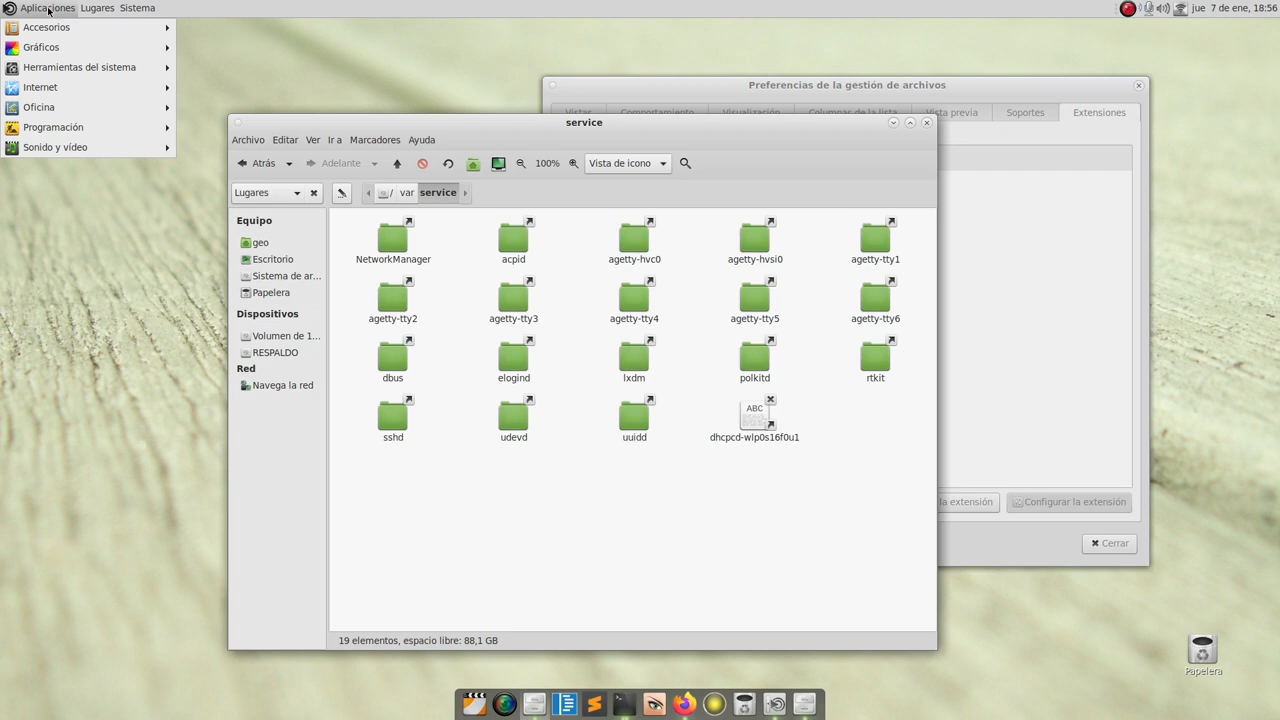 Aplicaciones Lugares Sistema
jue 7 de ene, 18:56
Accesorios
Gráficos
Herramientas del sistema
Internet
Oficina
Programación
Sonido y vídeo
Preferencias de la gestión de archivos
Vistas Comportamiento Visualización Columnas de la lista Vista previa Soportes Extensiones
service
Archivo Editar Ver Ir a Marcadores Ayuda
Atrás Adelante 100% Vista de icono
Lugares / var service
Equipo
geo
Escritorio
Sistema de ar...
Papelera
Dispositivos
Volumen de 1...
RESPALDO
Red
Navega la red
NetworkManager acpid agetty-hvc0 agetty-hvsi0 agetty-tty1
agetty-tty2 agetty-tty3 agetty-tty4 agetty-tty5 agetty-tty6
dbus elogind lxdm polkitd rtkit
ABC
sshd udevd uuidd dhcpcd-wlp0s16f0u1
la extensión Configurar la extensión
Cerrar
19 elementos, espacio libre: 88,1 GB
Papelera